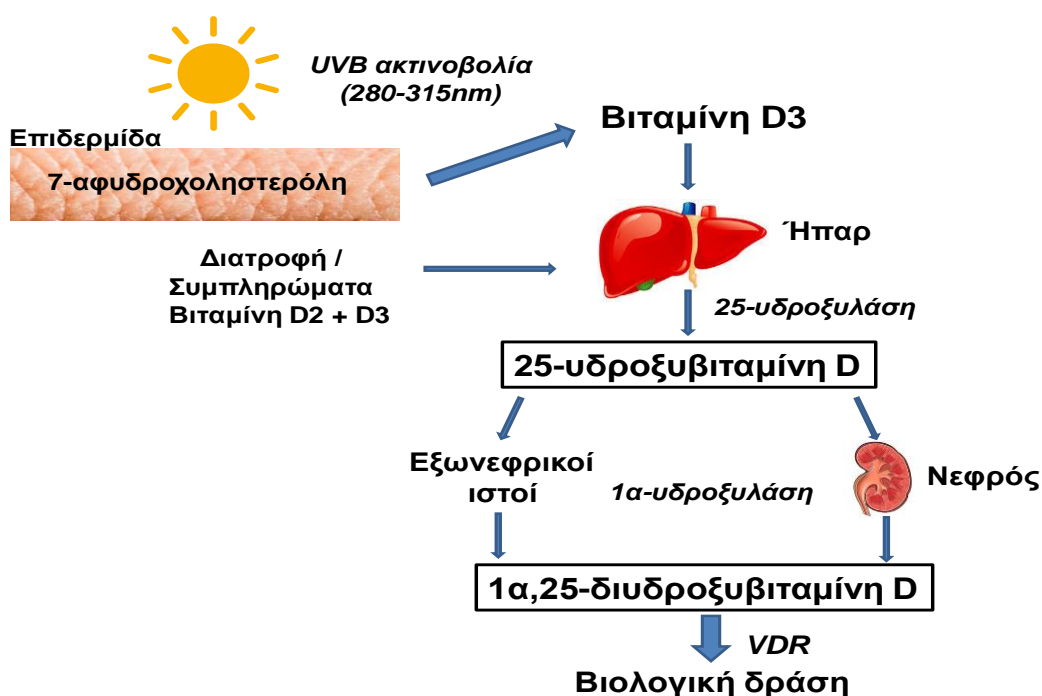 UVB ακτινοβολία
(280-315nm)
Βιταμίνη D3
Επιδερμίδα
7-αφυδροχοληστερόλη
Ήπαρ
Διατροφή /
Συμπληρώματα
Βιταμίνη D2 + D3
25-υδροξυλάση
25-υδροξυβιταμίνη D
Εξωνεφρικοί
ιστοί
1α-υδροξυλάση
Νεφρός
1α,25-διυδροξυβιταμίνη D
VDR
Βιολογική δράση